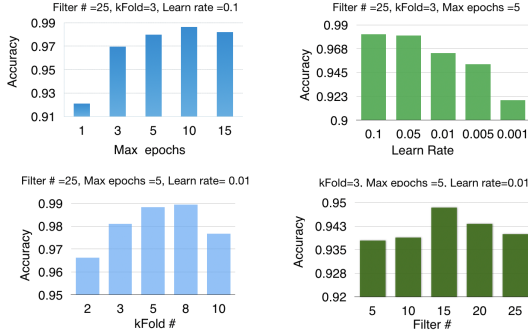 Filter # =25, kFold=3, Learn rate =0.1
0.99
0.97
0.95
0.93
0.91
Accuracy
1 3 5 10 15
Max epochs
Filter # =25, kFold=3, Max epochs =5
0.99
0.968
0.945
0.923
0.9
Accuracy
0.1 0.05 0.01 0.005 0.001
Learn Rate
Filter # =25, Max epochs =5, Learn rate= 0.01
0.99
0.98
0.97
0.96
0.95
Accuracy
2 3 5 8 10
kFold #
kFold=3, Max epochs =5, Learn rate=0.01
0.95
0.943
0.935
0.928
0.92
Accuracy
5 10 15 20 25
Filter #